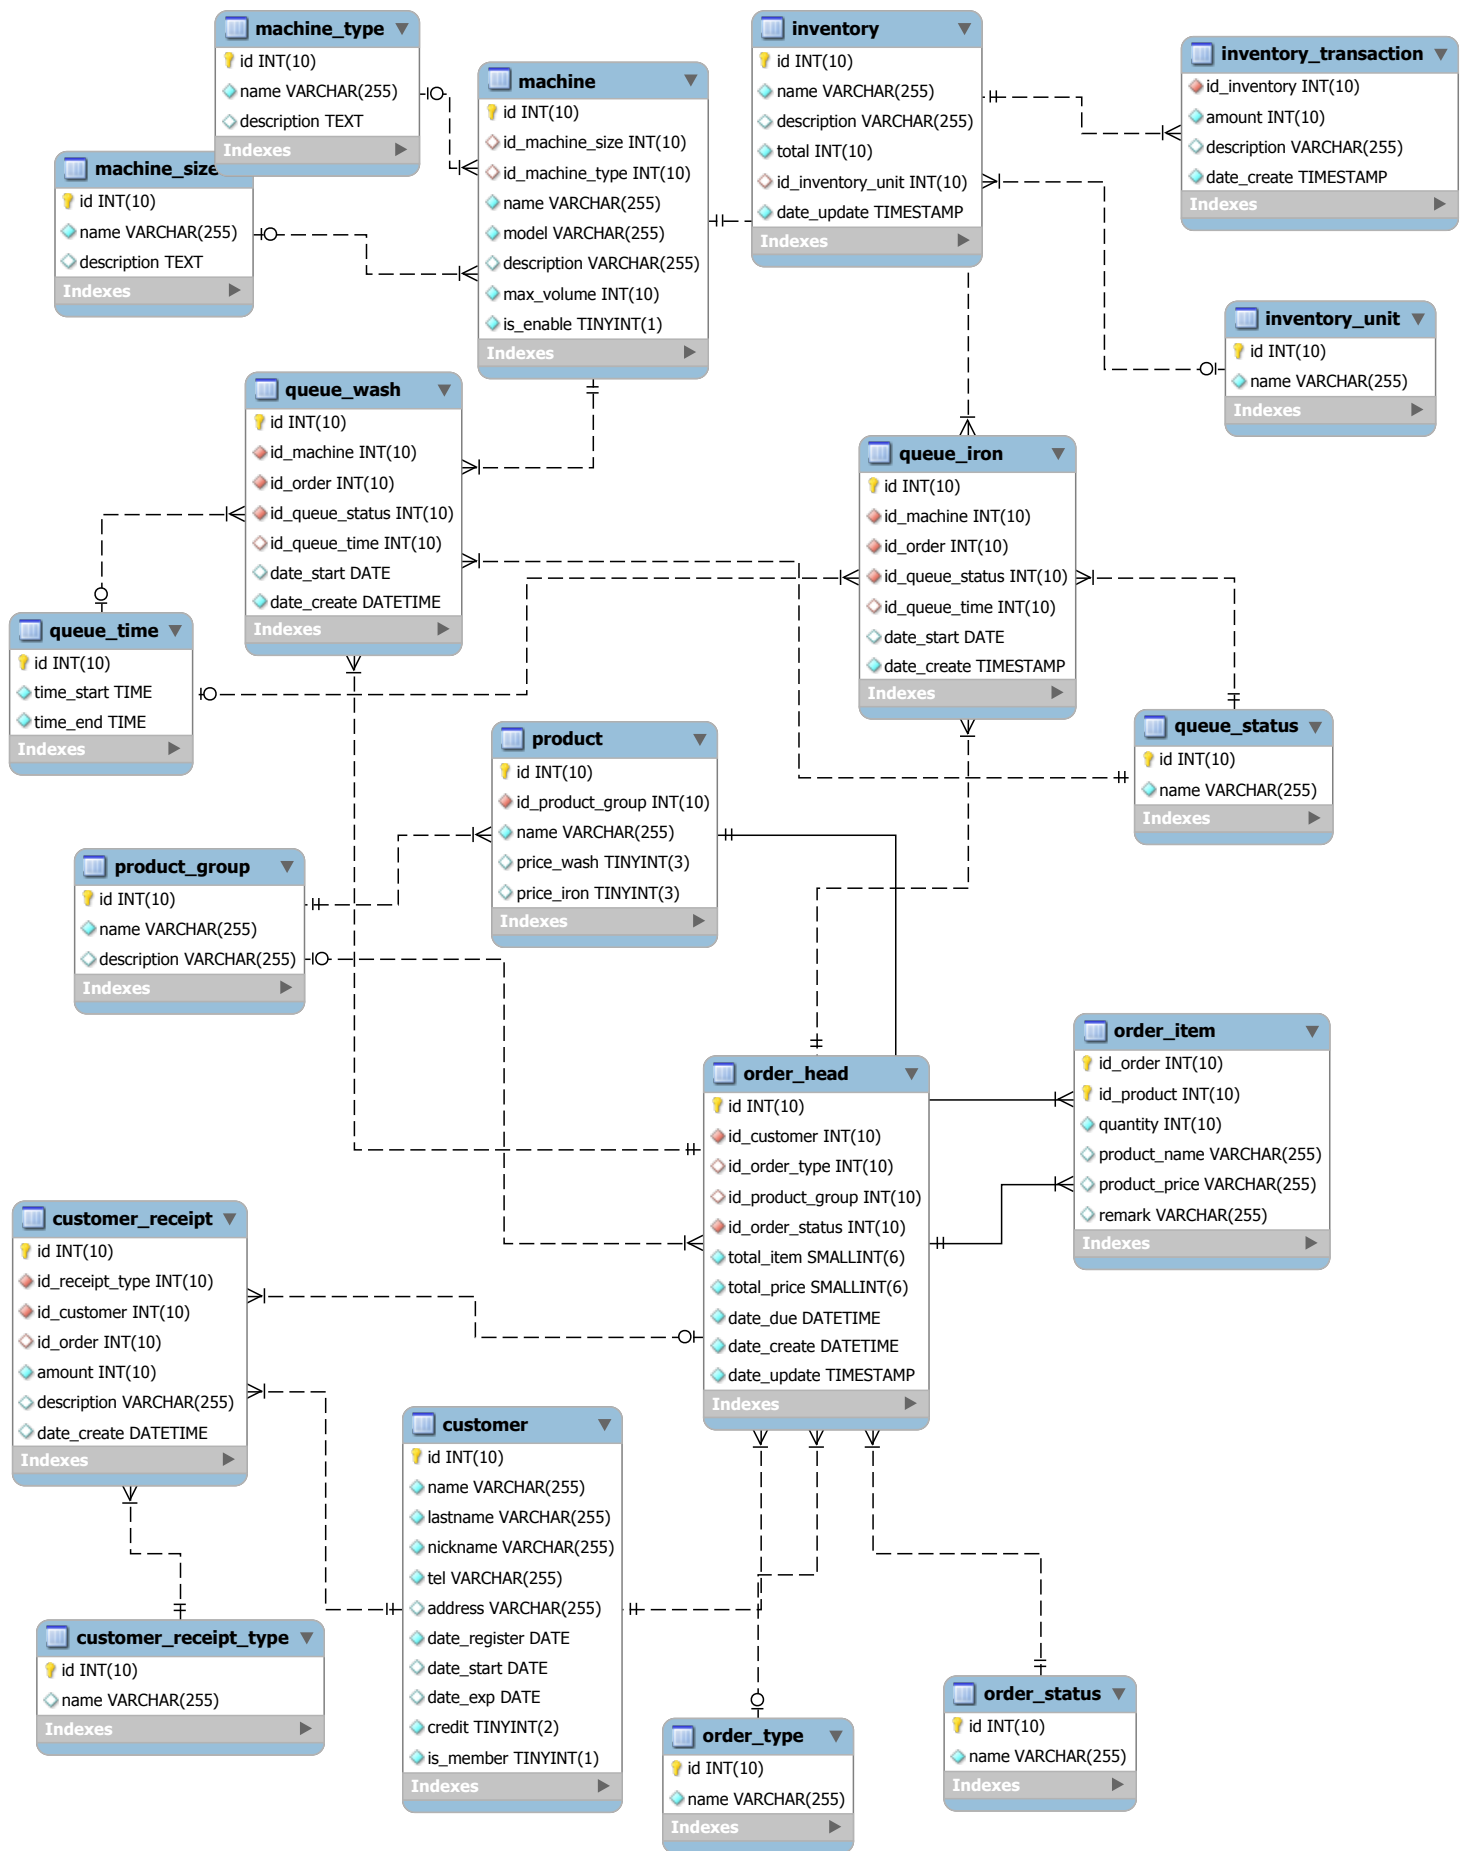 machine_type
id INT(10)
name VARCHAR(255)
description TEXT
Indexes
machine_size
id INT(10)
name VARCHAR(255)
description TEXT
Indexes
machine
id INT(10)
id_machine_size INT(10)
id_machine_type INT(10)
name VARCHAR(255)
model VARCHAR(255)
description VARCHAR(255)
max_volume INT(10)
is_enable TINYINT(1)
Indexes
inventory
id INT(10)
name VARCHAR(255)
description VARCHAR(255)
total INT(10)
id_inventory_unit INT(10)
date_update TIMESTAMP
Indexes
inventory_transaction
id_inventory INT(10)
amount INT(10)
description VARCHAR(255)
date_create TIMESTAMP
Indexes
inventory_unit
id INT(10)
name VARCHAR(255)
Indexes
queue_wash
id INT(10)
id_machine INT(10)
id_order INT(10)
id_queue_status INT(10)
id_queue_time INT(10)
date_start DATE
date_create DATETIME
Indexes
queue_iron
id INT(10)
id_machine INT(10)
id_order INT(10)
id_queue_status INT(10)
id_queue_time INT(10)
date_start DATE
date_create TIMESTAMP
Indexes
queue_time
id INT(10)
time_start TIME
time_end TIME
Indexes
queue_status
id INT(10)
name VARCHAR(255)
Indexes
product
id INT(10)
id_product_group INT(10)
name VARCHAR(255)
price_wash TINYINT(3)
price_iron TINYINT(3)
Indexes
product_group
id INT(10)
name VARCHAR(255)
description VARCHAR(255)
Indexes
order_item
id_order INT(10)
id_product INT(10)
quantity INT(10)
product_name VARCHAR(255)
product_price VARCHAR(255)
remark VARCHAR(255)
Indexes
order_head
id INT(10)
id_customer INT(10)
id_order_type INT(10)
id_product_group INT(10)
id_order_status INT(10)
total_item SMALLINT(6)
total_price SMALLINT(6)
date_due DATETIME
date_create DATETIME
date_update TIMESTAMP
Indexes
customer_receipt
id INT(10)
id_receipt_type INT(10)
id_customer INT(10)
id_order INT(10)
amount INT(10)
description VARCHAR(255)
date_create DATETIME
Indexes
customer
id INT(10)
name VARCHAR(255)
lastname VARCHAR(255)
nickname VARCHAR(255)
tel VARCHAR(255)
address VARCHAR(255)
date_register DATE
date_start DATE
date_exp DATE
credit TINYINT(2)
is_member TINYINT(1)
Indexes
customer_receipt_type
id INT(10)
name VARCHAR(255)
Indexes
order_type
id INT(10)
name VARCHAR(255)
Indexes
order_status
id INT(10)
name VARCHAR(255)
Indexes